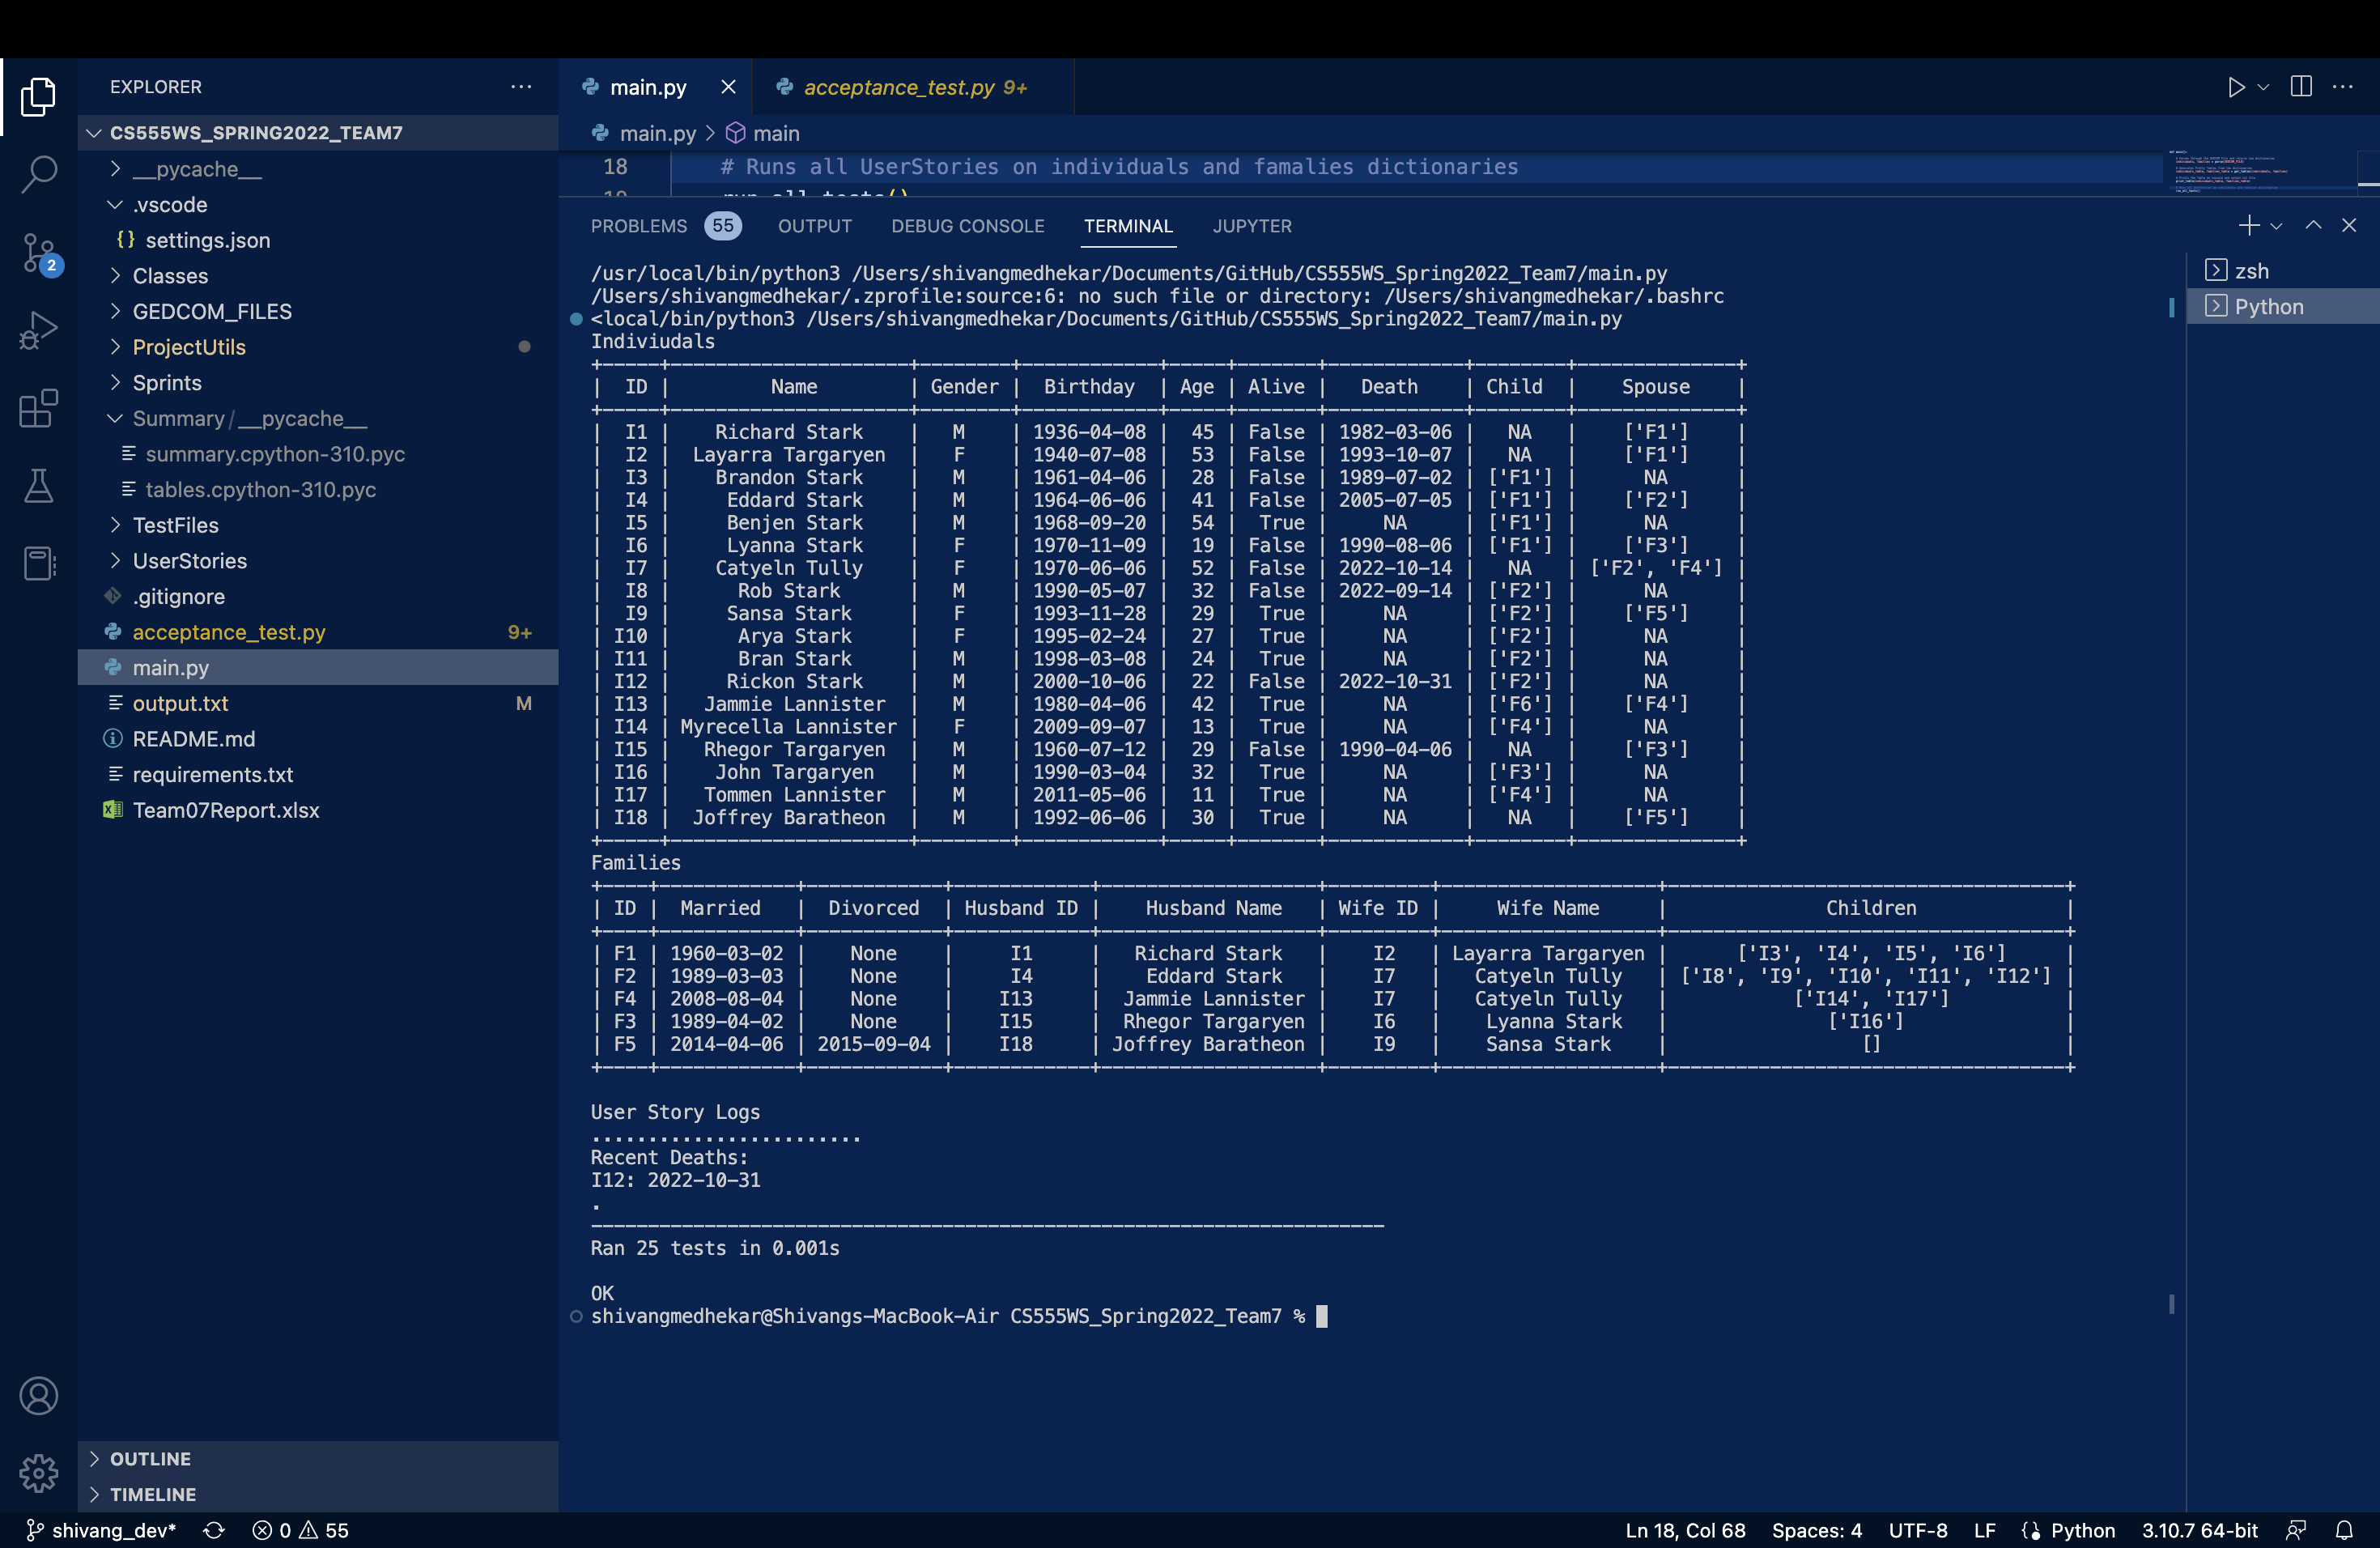 EXPLORER
CS555WS_SPRING2022_TEAM7
__pycache__
.vscode
{} settings.json
Classes
GEDCOM_FILES
ProjectUtils
Sprints
Summary/__pycache__
summary.cpython-310.pyc
tables.cpython-310.pyc
TestFiles
UserStories
.gitignore
acceptance_test.py 9+
main.py
output.txt M
README.md
requirements.txt
Team07Report.xlsx
OUTLINE
TIMELINE
2
main.py acceptance_test.py 9+
main.py > main
18 # Runs all UserStories on individuals and famalies dictionaries
19 run_all_tests()
PROBLEMS 55 OUTPUT DEBUG CONSOLE TERMINAL JUPYTER
zsh
Python
/usr/local/bin/python3 /Users/shivangmedhekar/Documents/GitHub/CS555WS_Spring2022_Team7/main.py
/Users/shivangmedhekar/.zprofile:source:6: no such file or directory: /Users/shivangmedhekar/.bashrc
<local/bin/python3 /Users/shivangmedhekar/Documents/GitHub/CS555WS_Spring2022_Team7/main.py
Indiviudals
| ID | Name | Gender | Birthday | Age | Alive | Death | Child | Spouse |
| I1 | Richard Stark | M | 1936-04-08 | 45 | False | 1982-03-06 | NA | ['F1'] |
| I2 | Layarra Targaryen | F | 1940-07-08 | 53 | False | 1993-10-07 | NA | ['F1'] |
| I3 | Brandon Stark | M | 1961-04-06 | 28 | False | 1989-07-02 | ['F1'] | NA |
| I4 | Eddard Stark | M | 1964-06-06 | 41 | False | 2005-07-05 | ['F1'] | ['F2'] |
| I5 | Benjen Stark | M | 1968-09-20 | 54 | True | NA | ['F1'] | NA |
| I6 | Lyanna Stark | F | 1970-11-09 | 19 | False | 1990-08-06 | ['F1'] | ['F3'] |
| I7 | Catyeln Tully | F | 1970-06-06 | 52 | False | 2022-10-14 | NA | ['F2', 'F4'] |
| I8 | Rob Stark | M | 1990-05-07 | 32 | False | 2022-09-14 | ['F2'] | NA |
| I9 | Sansa Stark | F | 1993-11-28 | 29 | True | NA | ['F2'] | ['F5'] |
| I10 | Arya Stark | F | 1995-02-24 | 27 | True | NA | ['F2'] | NA |
| I11 | Bran Stark | M | 1998-03-08 | 24 | True | NA | ['F2'] | NA |
| I12 | Rickon Stark | M | 2000-10-06 | 22 | False | 2022-10-31 | ['F2'] | NA |
| I13 | Jammie Lannister | M | 1980-04-06 | 42 | True | NA | ['F6'] | ['F4'] |
| I14 | Myrecella Lannister | F | 2009-09-07 | 13 | True | NA | ['F4'] | NA |
| I15 | Rhegor Targaryen | M | 1960-07-12 | 29 | False | 1990-04-06 | NA | ['F3'] |
| I16 | John Targaryen | M | 1990-03-04 | 32 | True | NA | ['F3'] | NA |
| I17 | Tommen Lannister | M | 2011-05-06 | 11 | True | NA | ['F4'] | NA |
| I18 | Joffrey Baratheon | M | 1992-06-06 | 30 | True | NA | NA | ['F5'] |
Families
| ID | Married | Divorced | Husband ID | Husband Name | Wife ID | Wife Name | Children |
| F1 | 1960-03-02 | None | I1 | Richard Stark | I2 | Layarra Targaryen | ['I3', 'I4', 'I5', 'I6'] |
| F2 | 1989-03-03 | None | I4 | Eddard Stark | I7 | Catyeln Tully | ['I8', 'I9', 'I10', 'I11', 'I12'] |
| F4 | 2008-08-04 | None | I13 | Jammie Lannister | I7 | Catyeln Tully | ['I14', 'I17'] |
| F3 | 1989-04-02 | None | I15 | Rhegor Targaryen | I6 | Lyanna Stark | ['I16'] |
| F5 | 2014-04-06 | 2015-09-04 | I18 | Joffrey Baratheon | I9 | Sansa Stark | [] |
User Story Logs
........................
Recent Deaths:
I12: 2022-10-31
.
----------------------------------------------------------------------
Ran 25 tests in 0.001s
OK
shivangmedhekar@Shivangs-MacBook-Air CS555WS_Spring2022_Team7 %
shivang_dev* 0 55 Ln 18, Col 68 Spaces: 4 UTF-8 LF Python 3.10.7 64-bit